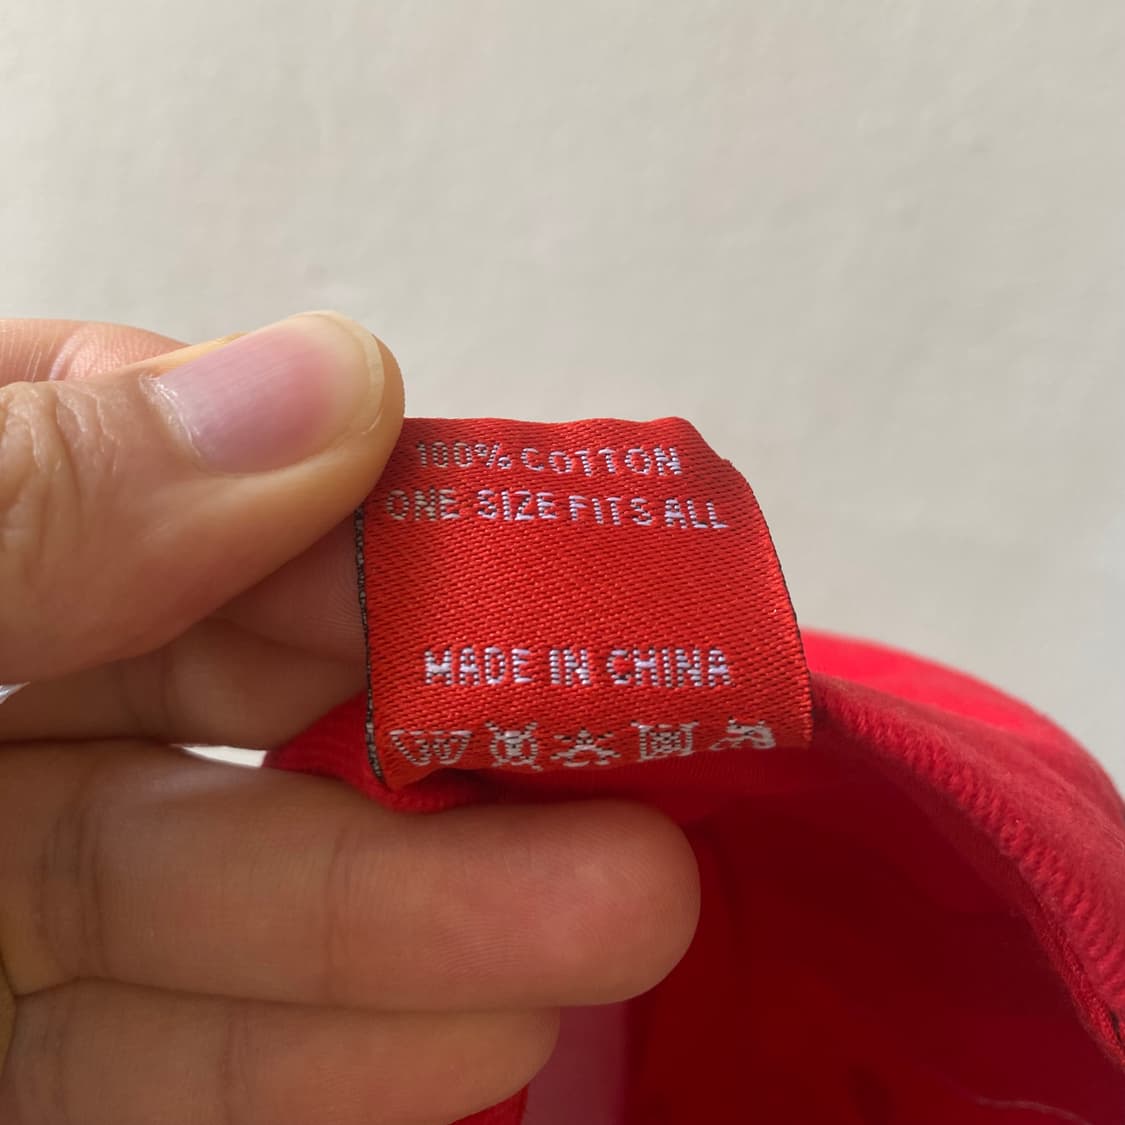 100% COTTON
ONE SIZE FITS ALL
MADE IN CHINA